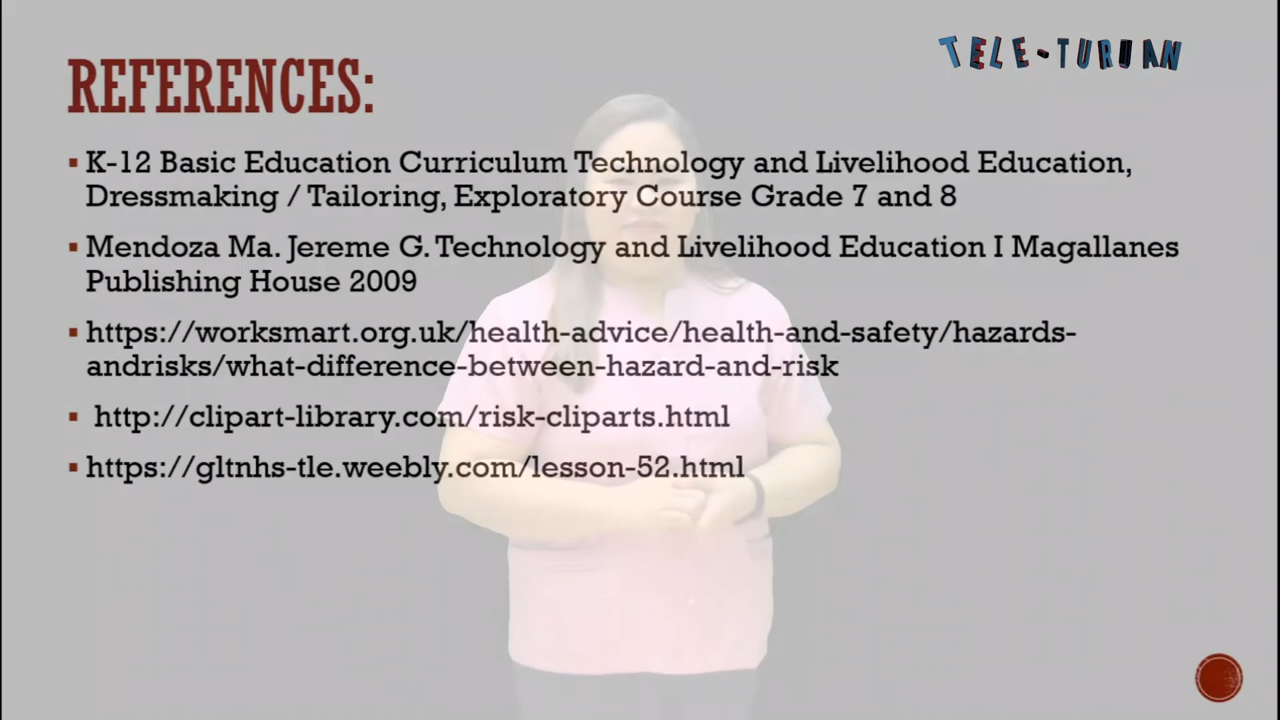 TELE-TURUAN
REFERENCES:
▪ K-12 Basic Education Curriculum Technology and Livelihood Education,
Dressmaking / Tailoring, Exploratory Course Grade 7 and 8
▪ Mendoza Ma. Jereme G. Technology and Livelihood Education I Magallanes
Publishing House 2009
▪ https://worksmart.org.uk/health-advice/health-and-safety/hazards-
andrisks/what-difference-between-hazard-and-risk
▪ http://clipart-library.com/risk-cliparts.html
▪ https://gltnhs-tle.weebly.com/lesson-52.html